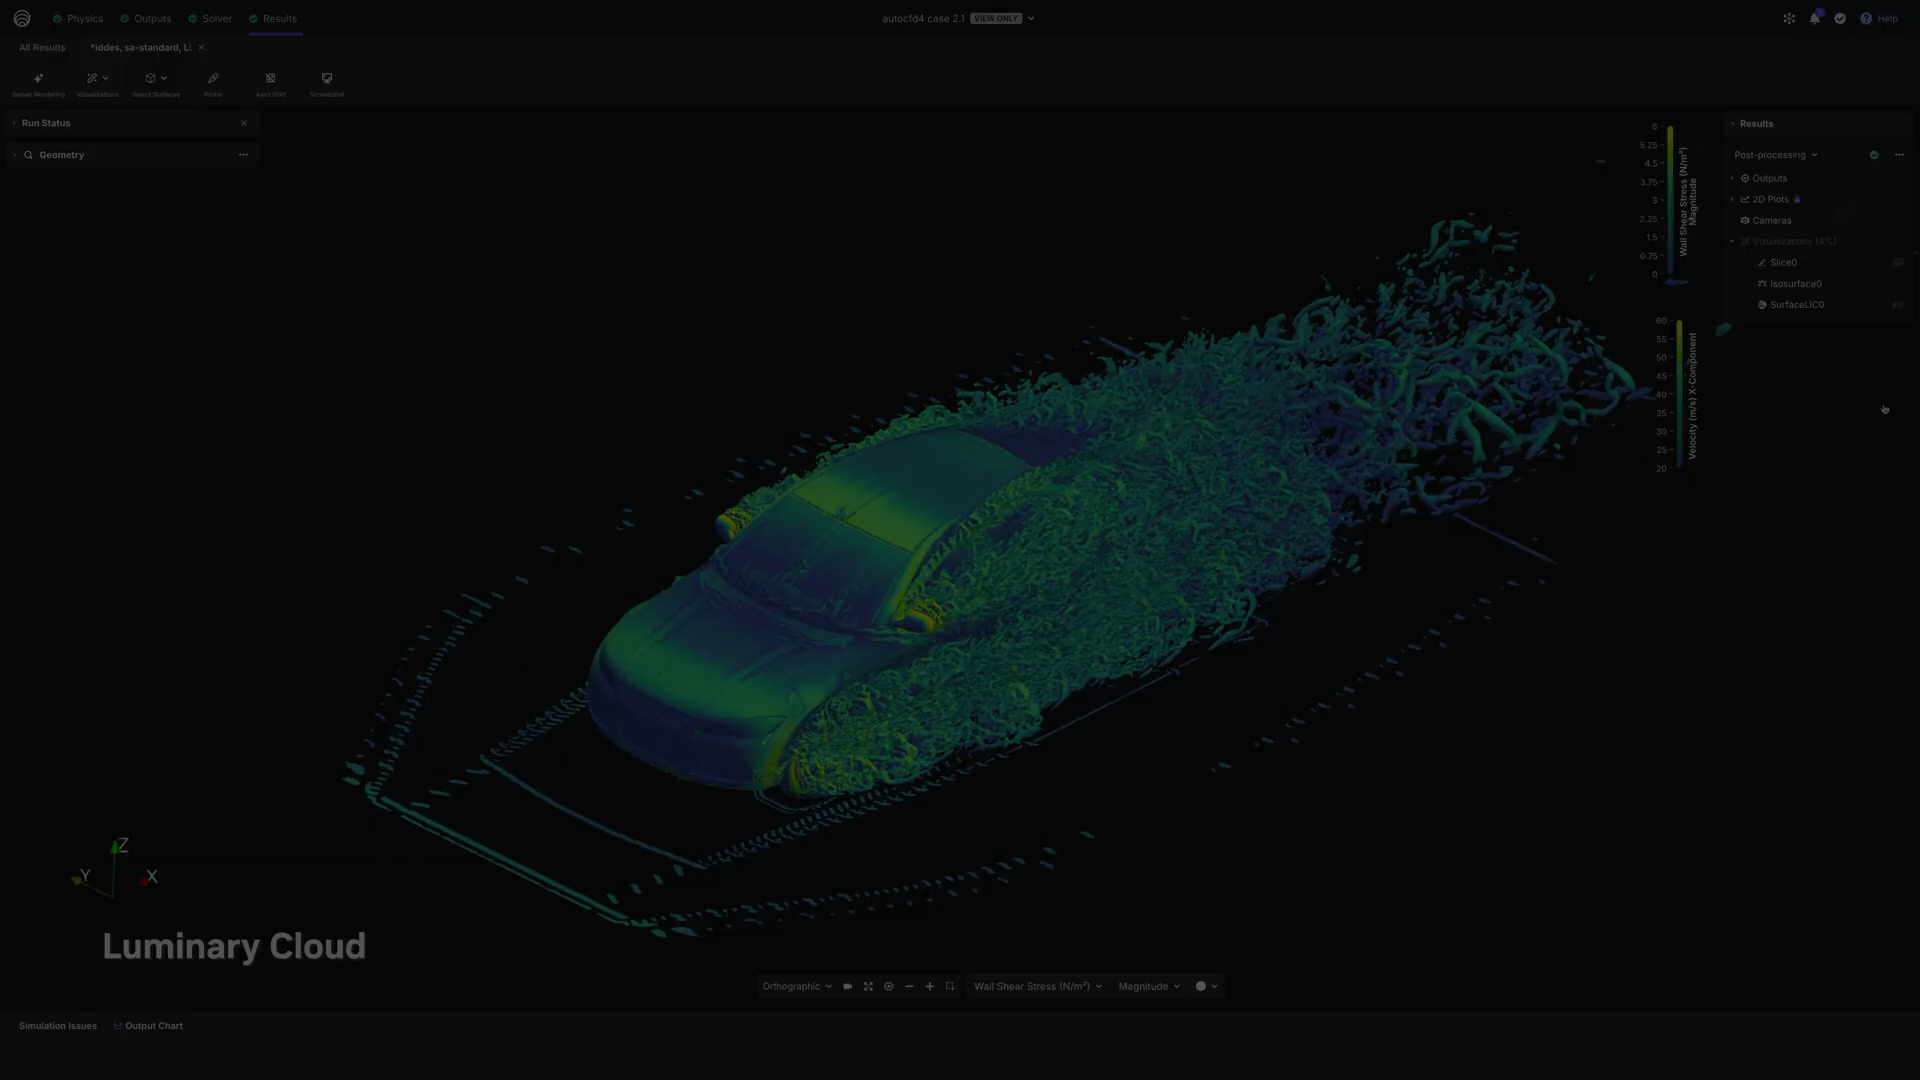 Physics
Outputs
Solver
Results
autocfd4 case 2.1
VIEW ONLY
Help
All Results
*iddes, sa-standard, L
Server Rendering
Visualizations
Select Surfaces
Probe
Axes Grid
Screenshot
Run Status
Geometry
6
5.25
4.5
3.75
3
2.25
1.5
0.75
0
Wall Shear Stress (N/m²)
Magnitude
60
55
50
45
40
35
30
25
20
Velocity (m/s) X-Component
Results
Post-processing
Outputs
2D Plots
Cameras
Visualizations (4%)
Slice0
Isosurface0
SurfaceLIC0
Z
Y
X
Luminary Cloud
Orthographic
Wall Shear Stress (N/m²)
Magnitude
Simulation Issues
Output Chart